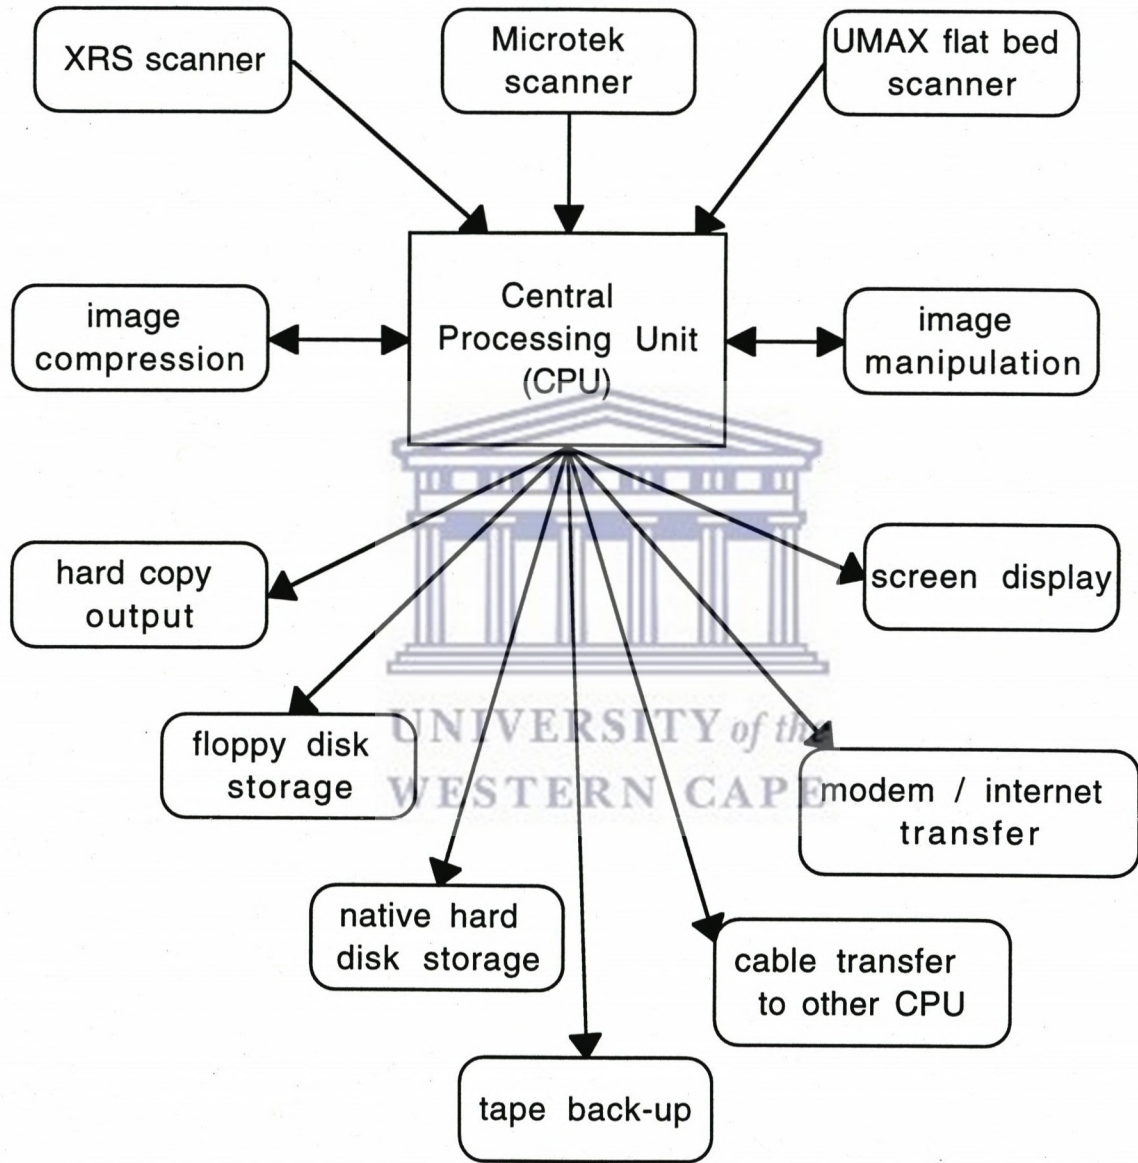 XRS scanner
Microtek
scanner
UMAX flat bed
scanner
image
compression
Central
Processing Unit
(CPU)
image
manipulation
hard copy
output
screen display
floppy disk
storage
UNIVERSITY of the
WESTERN CAPE
modem / internet
transfer
native hard
disk storage
cable transfer
to other CPU
tape back-up